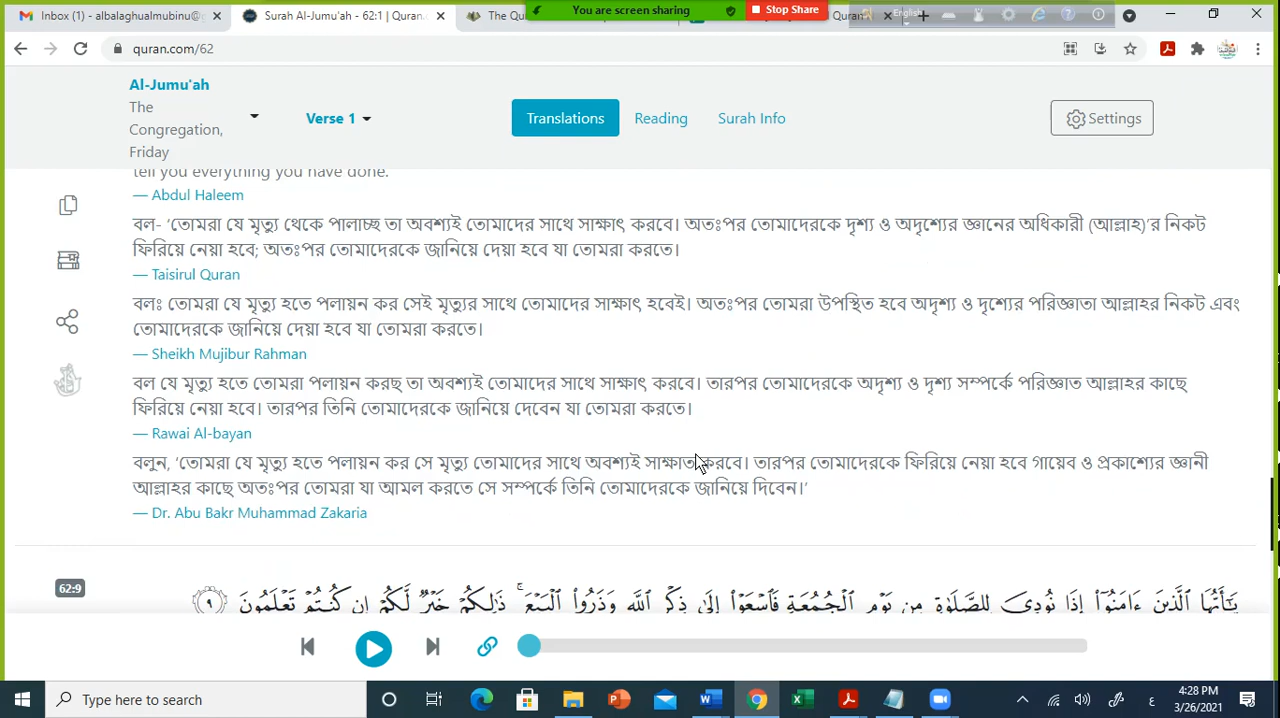 Inbox (1) - albalaghualmubinu@
Surah Al-Jumu'ah - 62:1 | Quran.
The Qu
You are screen sharing
Stop Share
Quran
English
quran.com/62
Al-Jumu'ah
The
Congregation,
Friday
Verse 1
Translations
Reading
Surah Info
Settings
tell you everything you have done.
— Abdul Haleem
বল- ‘তোমরা যে মৃত্যু থেকে পালাচ্ছ তা অবশ্যই তোমাদের সাথে সাক্ষাৎ করবে। অতঃপর তোমাদেরকে দৃশ্য ও অদৃশ্যের জ্ঞানের অধিকারী (আল্লাহ)’র নিকট
ফিরিয়ে নেয়া হবে; অতঃপর তোমাদেরকে জানিয়ে দেয়া হবে যা তোমরা করতে।
— Taisirul Quran
বলঃ তোমরা যে মৃত্যু হতে পলায়ন কর সেই মৃত্যুর সাথে তোমাদের সাক্ষাৎ হবেই। অতঃপর তোমরা উপস্থিত হবে অদৃশ্য ও দৃশ্যের পরিজ্ঞাতা আল্লাহর নিকট এবং
তোমাদেরকে জানিয়ে দেয়া হবে যা তোমরা করতে।
— Sheikh Mujibur Rahman
বল যে মৃত্যু হতে তোমরা পলায়ন করছ তা অবশ্যই তোমাদের সাথে সাক্ষাৎ করবে। তারপর তোমাদেরকে অদৃশ্য ও দৃশ্য সম্পর্কে পরিজ্ঞাত আল্লাহর কাছে
ফিরিয়ে নেয়া হবে। তারপর তিনি তোমাদেরকে জানিয়ে দেবেন যা তোমরা করতে।
— Rawai Al-bayan
বলুন, ‘তোমরা যে মৃত্যু হতে পলায়ন কর সে মৃত্যু তোমাদের সাথে অবশ্যই সাক্ষাত করবে। তারপর তোমাদেরকে ফিরিয়ে নেয়া হবে গায়েব ও প্রকাশ্যের জ্ঞানী
আল্লাহর কাছে অতঃপর তোমরা যা আমল করতে সে সম্পর্কে তিনি তোমাদেরকে জানিয়ে দিবেন।’
— Dr. Abu Bakr Muhammad Zakaria
62:9
يَـٰٓأَيُّهَا ٱلَّذِينَ ءَامَنُوٓا۟ إِذَا نُودِىَ لِلصَّلَوٰةِ مِن يَوْمِ ٱلْجُمُعَةِ فَٱسْعَوْا۟ إِلَىٰ ذِكْرِ ٱللَّهِ وَذَرُوا۟ ٱلْبَيْعَ ۚ ذَٰلِكُمْ خَيْرٌ لَّكُمْ إِن كُنتُمْ تَعْلَمُونَ ٩
Type here to search
ع
4:28 PM
3/26/2021